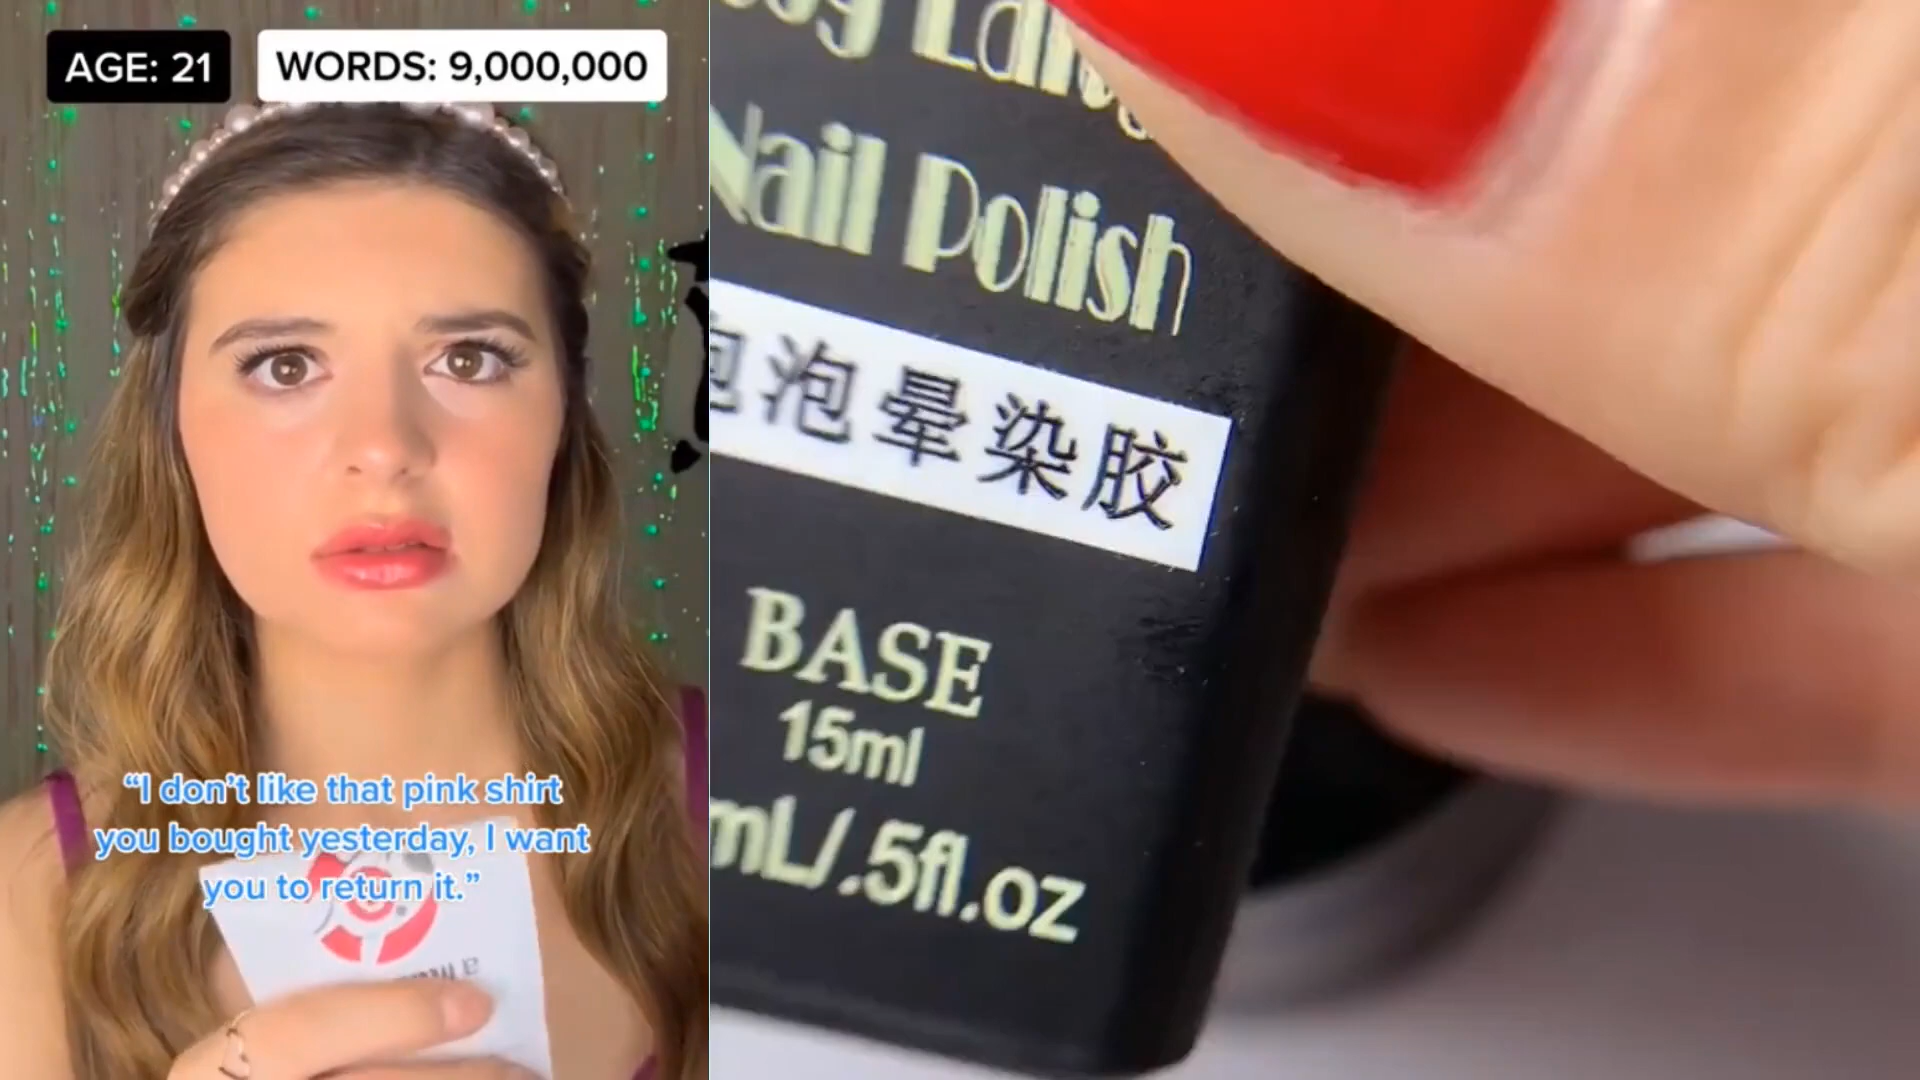 AGE: 21
WORDS: 9,000,000
“I don’t like that pink shirt
you bought yesterday, I want
you to return it.”
Nail Polish
泡泡晕染胶
BASE
15ml
mL/.5fl.oz